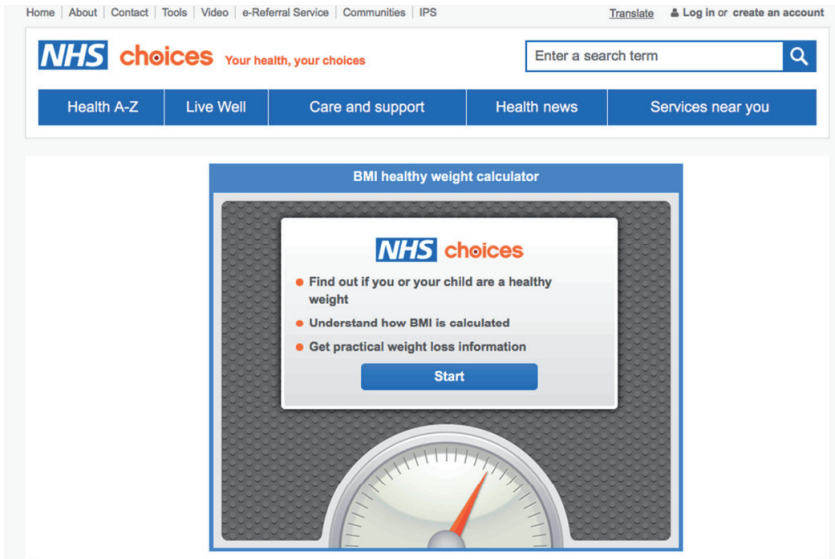 Home About Contact Tools Video e-Referral Service Communities IPS Translate Log in or create an account
NHS choices Your health, your choices Enter a search term
Health A-Z Live Well Care and support Health news Services near you
BMI healthy weight calculator
NHS choices
Find out if you or your child are a healthy
weight
Understand how BMI is calculated
Get practical weight loss information
Start